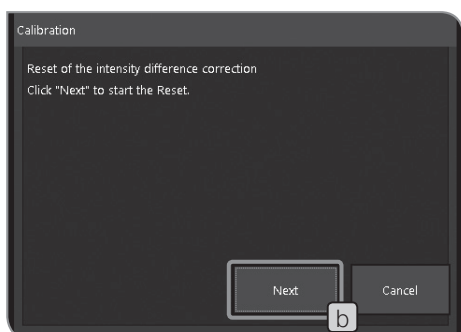 Calibration
Reset of the intensity difference correction
Click "Next" to start the Reset.
Next
Cancel
b